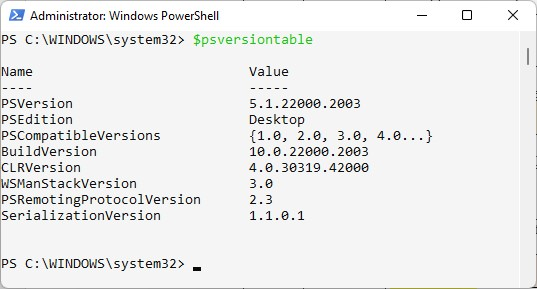 Administrator: Windows PowerShell
PS C:\WINDOWS\system32> $psversiontable
Name                           Value
----                           -----
PSVersion                      5.1.22000.2003
PSEdition                      Desktop
PSCompatibleVersions           {1.0, 2.0, 3.0, 4.0...}
BuildVersion                   10.0.22000.2003
CLRVersion                     4.0.30319.42000
WSManStackVersion              3.0
PSRemotingProtocolVersion      2.3
SerializationVersion           1.1.0.1
PS C:\WINDOWS\system32>